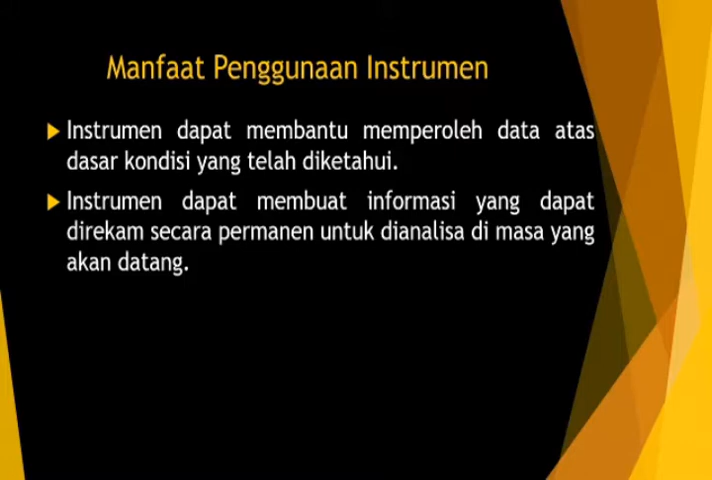 Manfaat Penggunaan Instrumen
Instrumen dapat membantu memperoleh data atas
dasar kondisi yang telah diketahui.
Instrumen dapat membuat informasi yang dapat
direkam secara permanen untuk dianalisa di masa yang
akan datang.